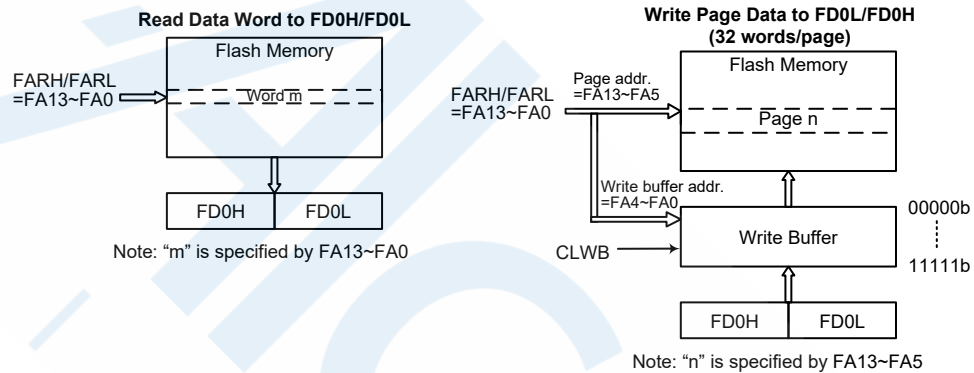 Read Data Word to FD0H/FD0L
Flash Memory
FARH/FARL
=FA13~FA0
Word m
FD0H
FD0L
Note: “m” is specified by FA13~FA0
Write Page Data to FD0L/FD0H
(32 words/page)
Flash Memory
Page addr.
=FA13~FA5
FARH/FARL
=FA13~FA0
Page n
Write buffer addr.
=FA4~FA0
Write Buffer
00000b
11111b
CLWB
FD0H
FD0L
Note: “n” is specified by FA13~FA5